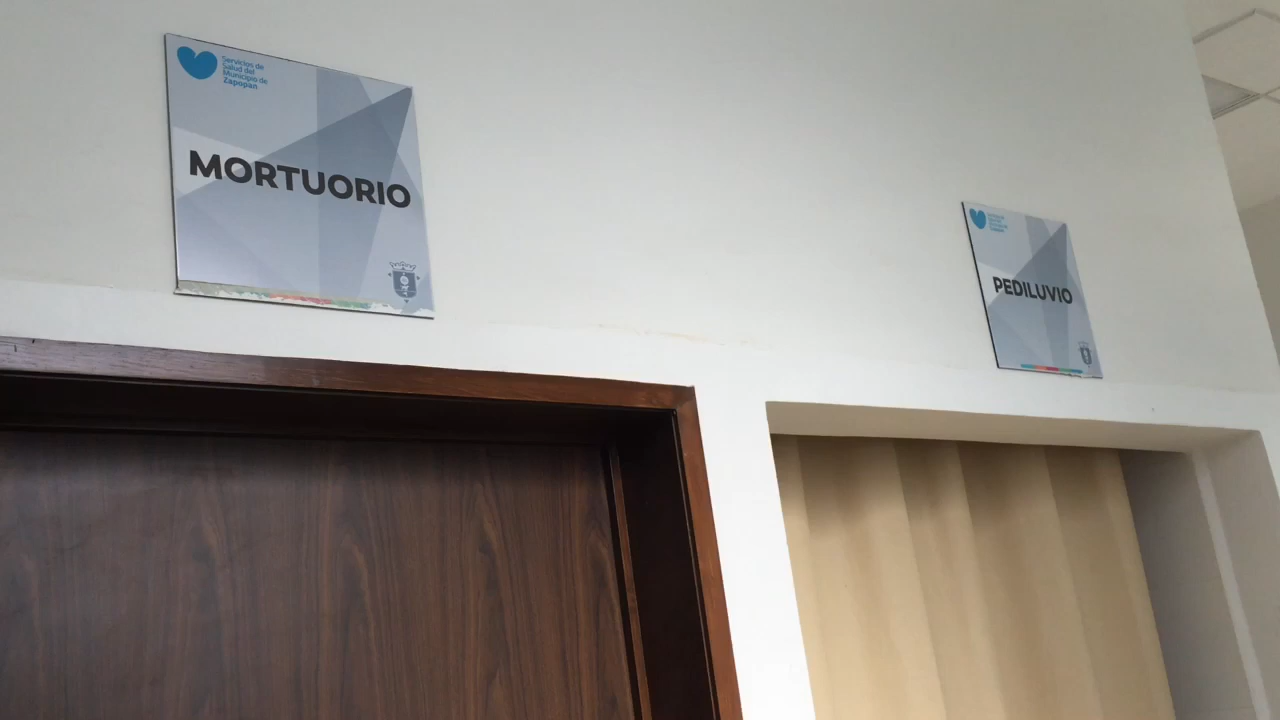 Servicios de
Salud del
Municipio de
Zapopan
MORTUORIO
PEDILUVIO